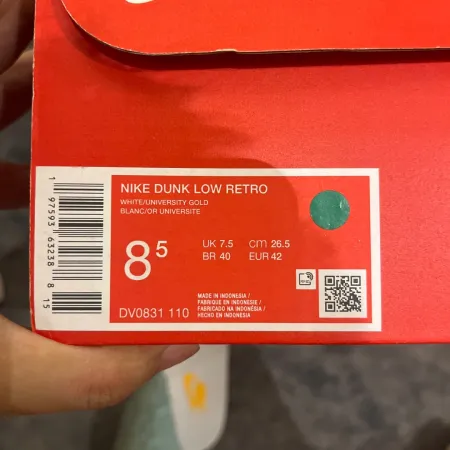 NIKE DUNK LOW RETRO
WHITE/UNIVERSITY GOLD
BLANC/OR UNIVERSITE
8⁵
UK 7.5 cm 26.5
BR 40 EUR 42
MADE IN INDONESIA /
FABRIQUE EN INDONESIE /
FABRICADO NA INDONÉSIA /
HECHO EN INDONESIA
DV0831 110
1 97593 63238 8 15